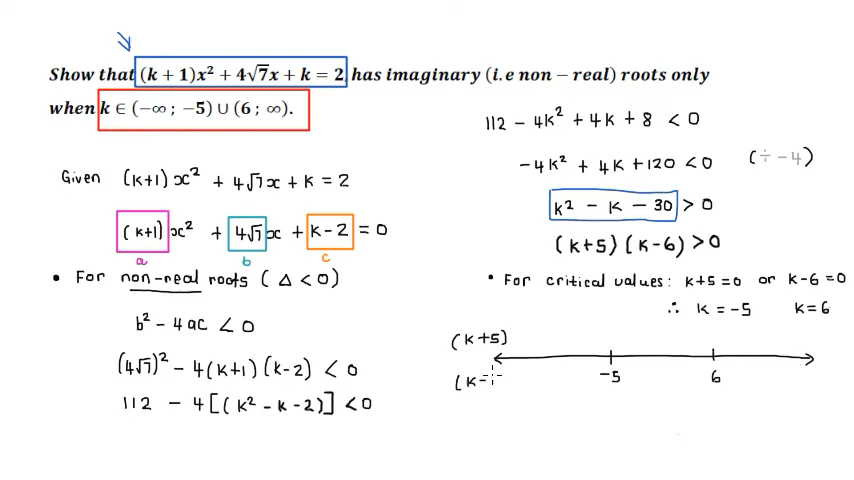 Show that (k + 1)x² + 4√7x + k = 2 has imaginary (i.e non − real) roots only
when k ∈ (−∞ ; −5) ∪ (6 ; ∞).
Given (k+1)x² + 4√7x + k = 2
(k+1)x² + 4√7x + k − 2 = 0
a b c
• For non-real roots (Δ < 0)
b² − 4ac < 0
(4√7)² − 4(k+1)(k−2) < 0
112 − 4[(k² − k − 2)] < 0
112 − 4k² + 4k + 8 < 0
−4k² + 4k + 120 < 0 (÷ −4)
k² − k − 30 > 0
(k+5)(k−6) > 0
• For critical values: k+5 = 0 or k−6 = 0
∴ k = −5 k = 6
(k+5)
(k−
−5 6